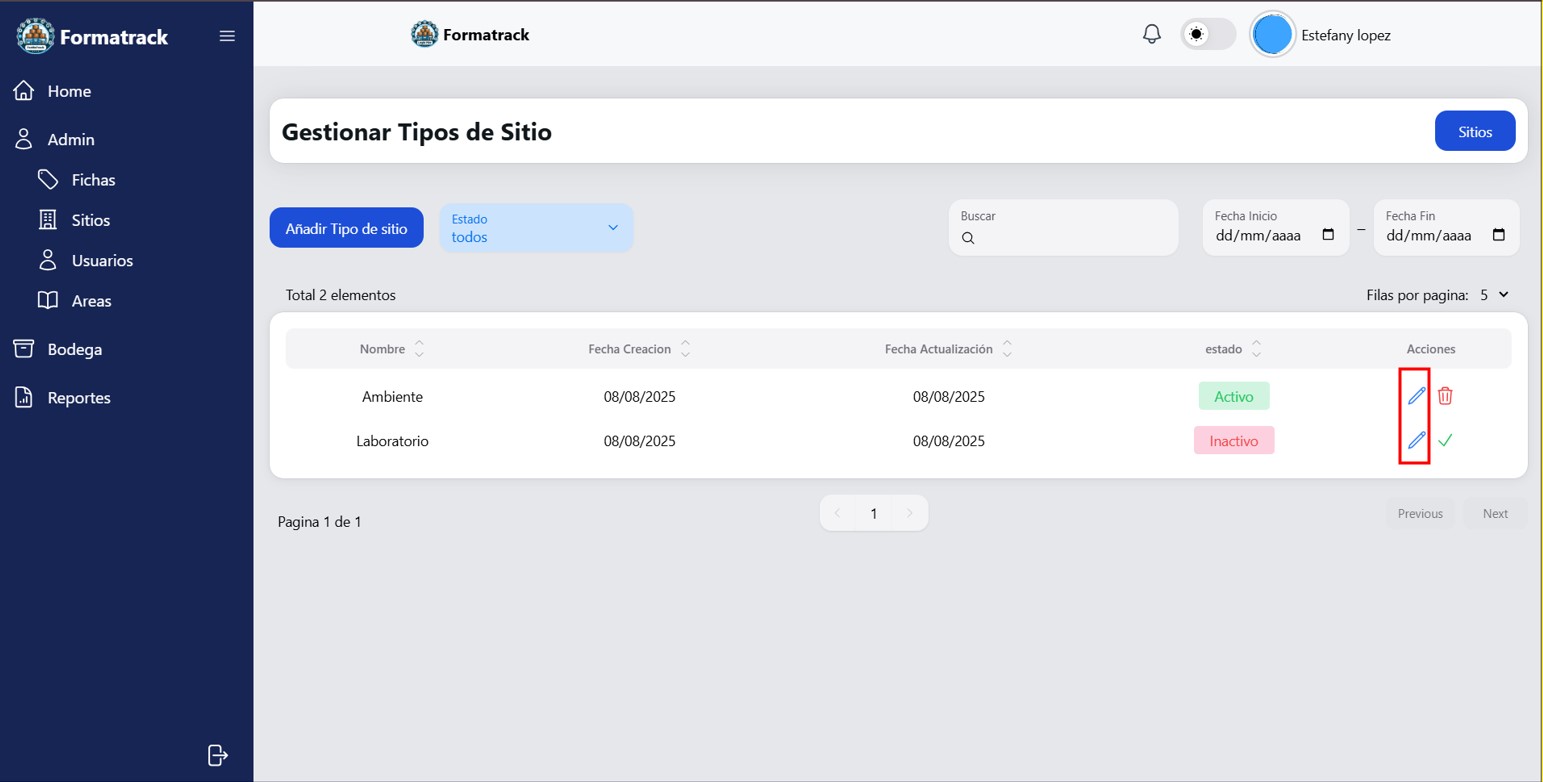 Formatrack
Home
Admin
Fichas
Sitios
Usuarios
Areas
Bodega
Reportes
Formatrack
Estefany lopez
Gestionar Tipos de Sitio
Sitios
Añadir Tipo de sitio
Estado
todos
Buscar
Fecha Inicio
dd/mm/aaaa
–
Fecha Fin
dd/mm/aaaa
Total 2 elementos
Filas por pagina: 5
Nombre Fecha Creacion Fecha Actualización estado Acciones
Ambiente 08/08/2025 08/08/2025 Activo
Laboratorio 08/08/2025 08/08/2025 Inactivo
Pagina 1 de 1
1
Previous
Next